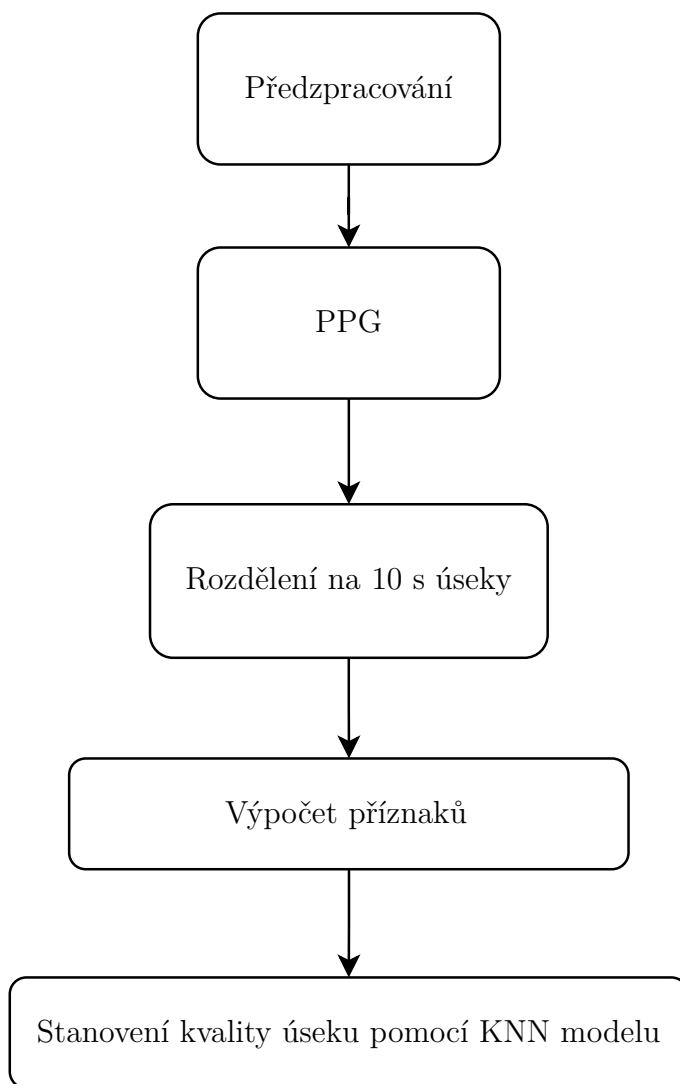 Předzpracování
PPG
Rozdělení na 10 s úseky
Výpočet příznaků
Stanovení kvality úseku pomocí KNN modelu